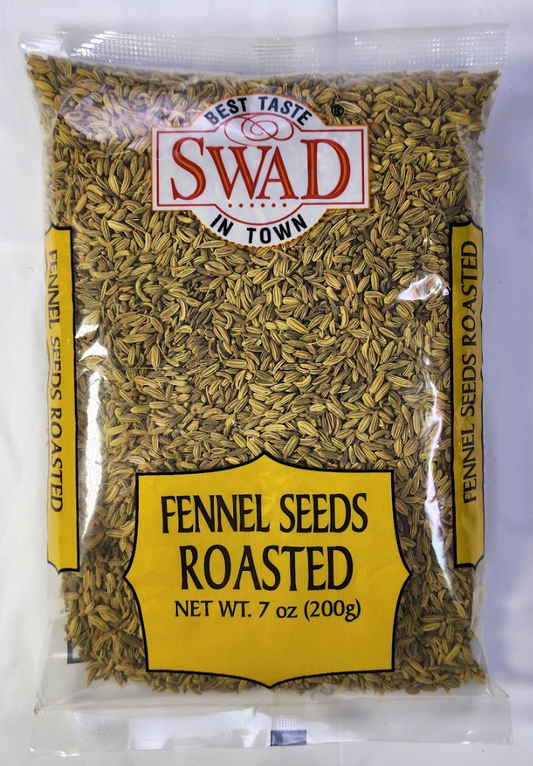 BEST TASTE
®
SWAD
IN TOWN
FENNEL SEEDS ROASTED
FENNEL SEEDS ROASTED
FENNEL SEEDS
ROASTED
NET WT. 7 oz (200g)